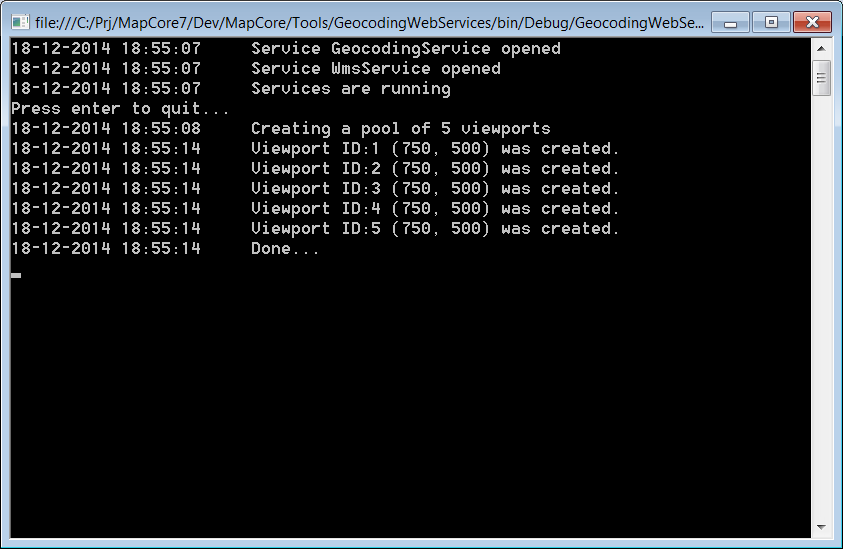 file:///C:/Prj/MapCore7/Dev/MapCore/Tools/GeocodingWebServices/bin/Debug/GeocodingWebSe...
18-12-2014 18:55:07     Service GeocodingService opened
18-12-2014 18:55:07     Service WmsService opened
18-12-2014 18:55:07     Services are running
Press enter to quit...
18-12-2014 18:55:08     Creating a pool of 5 viewports
18-12-2014 18:55:14     Viewport ID:1 (750, 500) was created.
18-12-2014 18:55:14     Viewport ID:2 (750, 500) was created.
18-12-2014 18:55:14     Viewport ID:3 (750, 500) was created.
18-12-2014 18:55:14     Viewport ID:4 (750, 500) was created.
18-12-2014 18:55:14     Viewport ID:5 (750, 500) was created.
18-12-2014 18:55:14     Done...